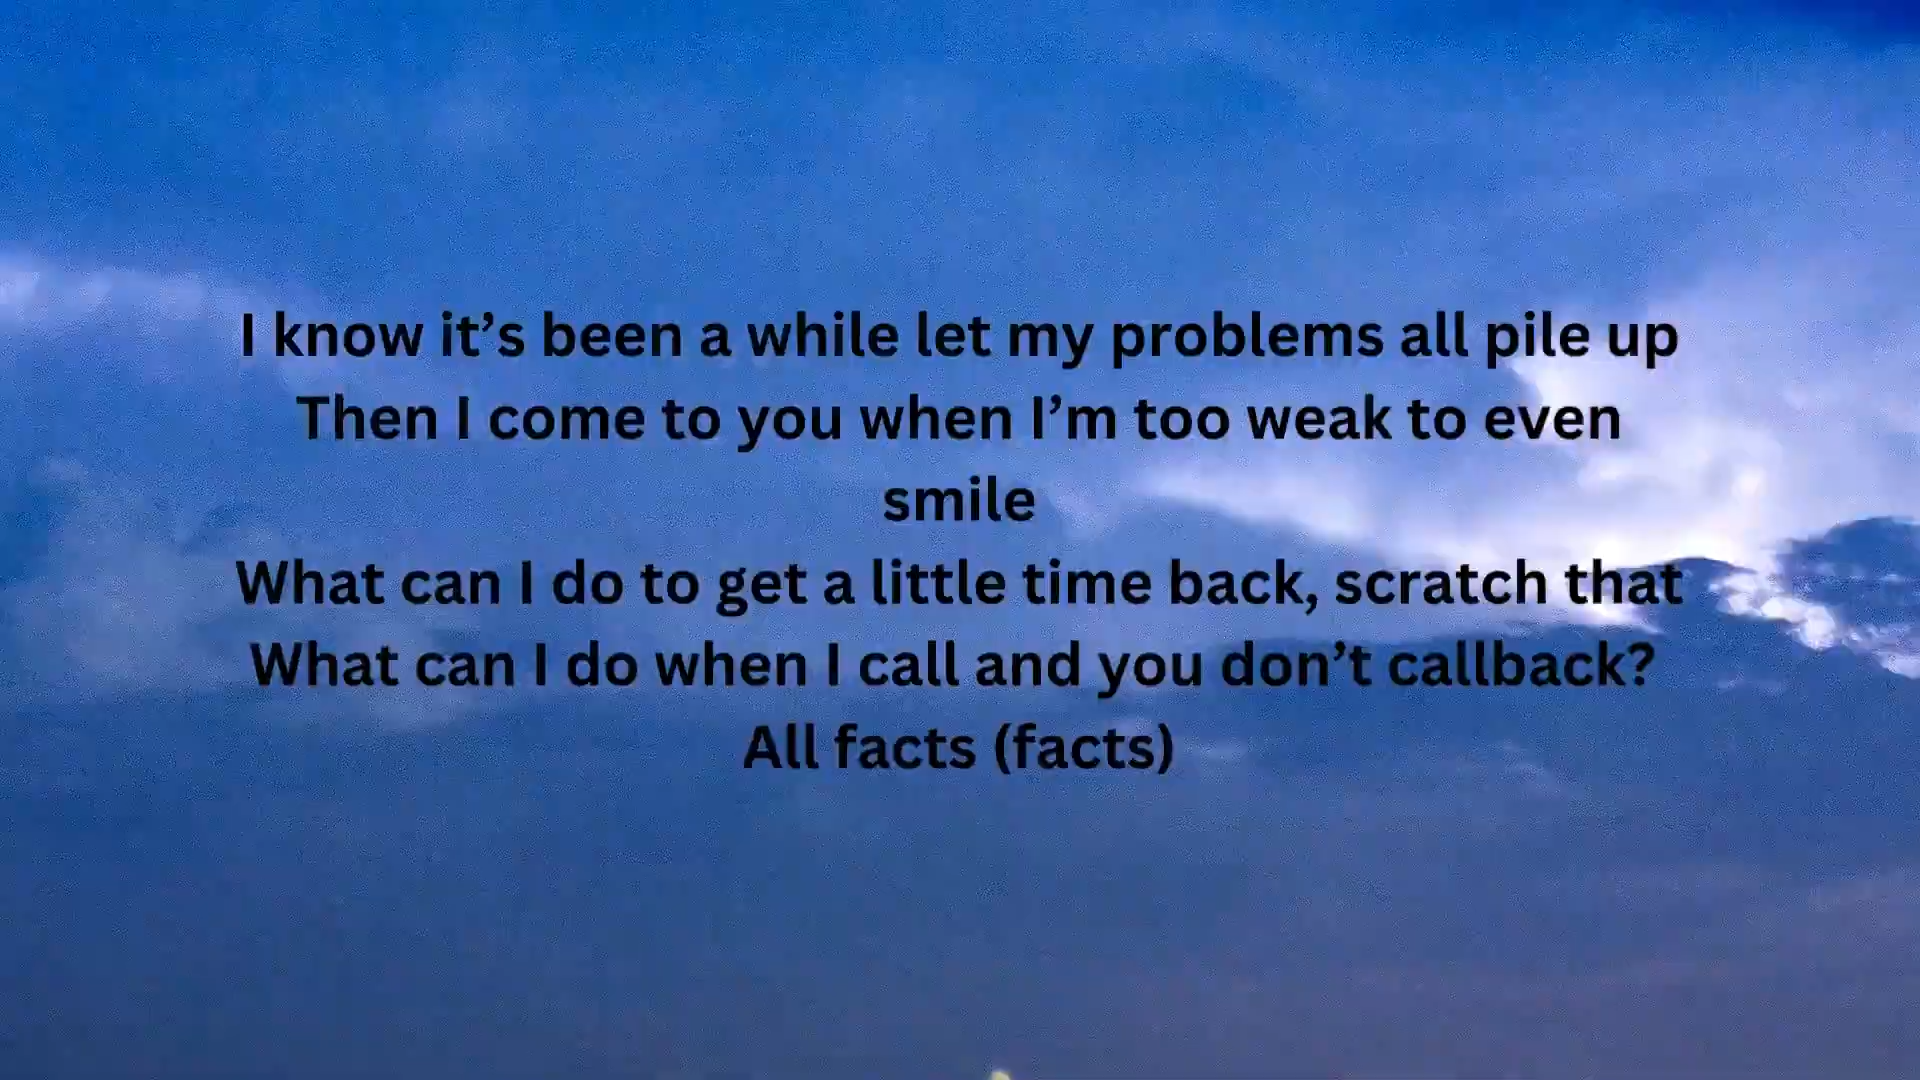 I know it’s been a while let my problems all pile up
Then I come to you when I’m too weak to even
smile
What can I do to get a little time back, scratch that
What can I do when I call and you don’t callback?
All facts (facts)